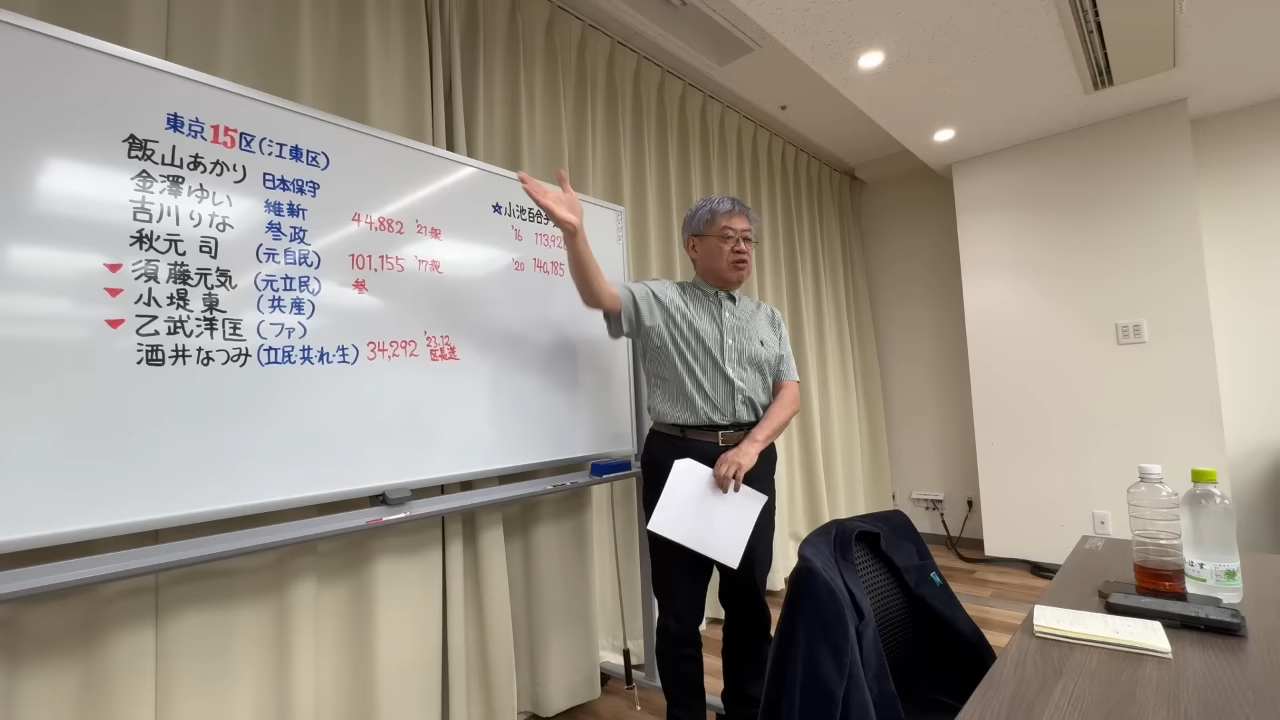 東京15区(江東区)
飯山あかり 日本保守
金澤ゆい 維新 44,882 '21衆
吉川りな 参政
秋元司 (元自民) 101,155 '17衆
須藤元気 (元立民) 参
小堤東 (共産)
乙武洋匡 (ファ)
酒井なつみ (立民・共・れ・生) 34,292 '23.12 区長選
★小池百合子
'16 113,92
'20 140,185